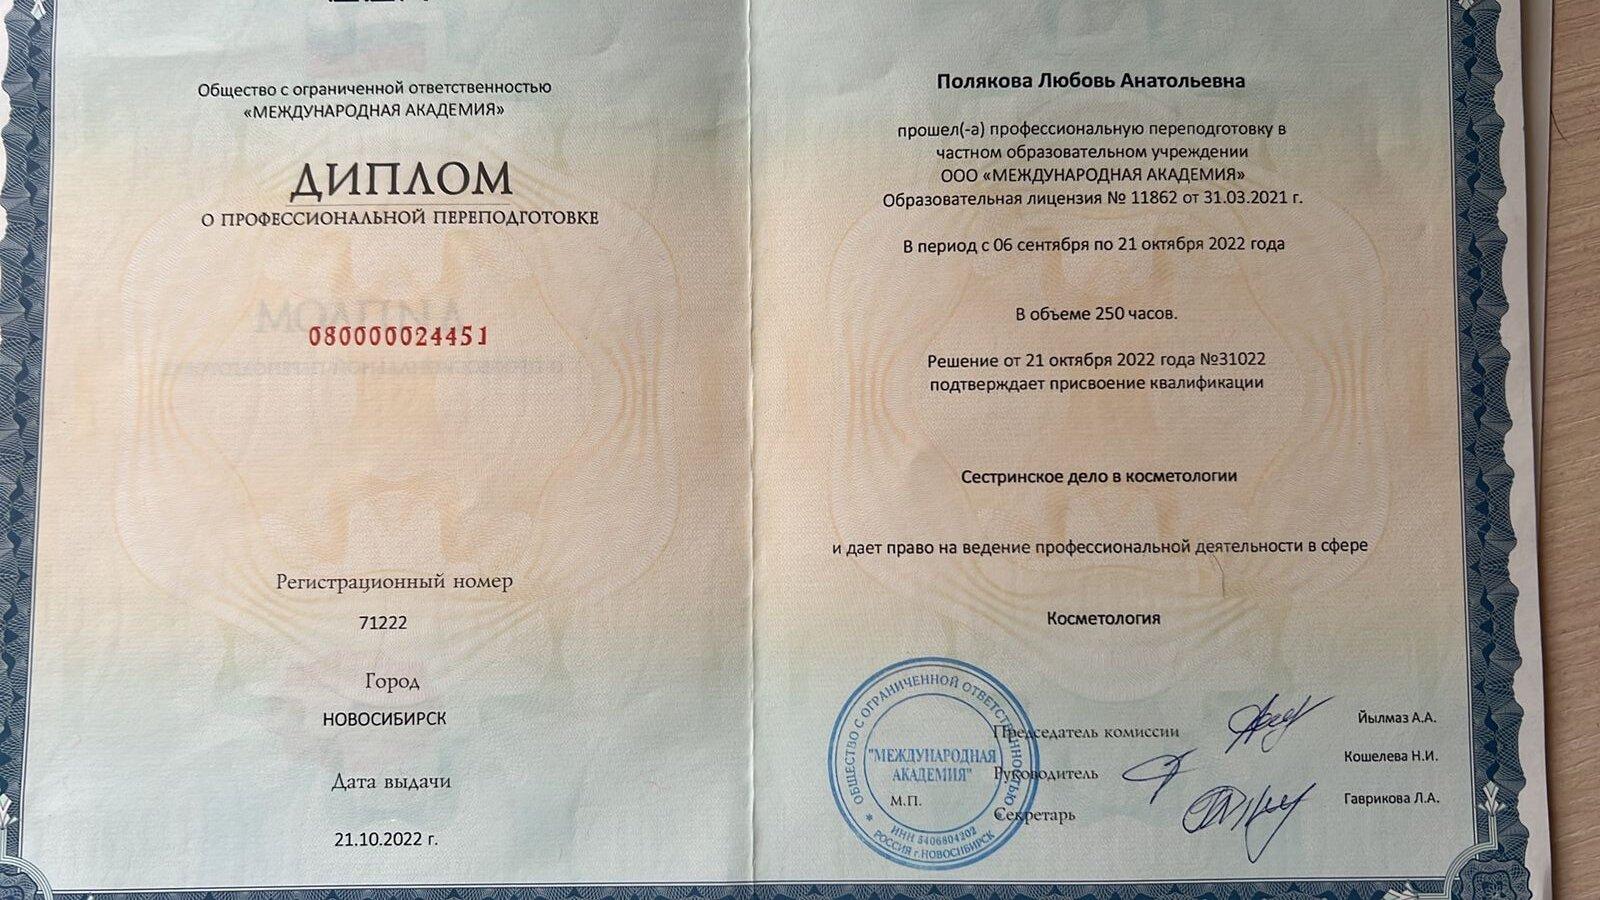 Общество с ограниченной ответственностью
«МЕЖДУНАРОДНАЯ АКАДЕМИЯ»
ДИПЛОМ
О ПРОФЕССИОНАЛЬНОЙ ПЕРЕПОДГОТОВКЕ
080000024451
Регистрационный номер
71222
Город
НОВОСИБИРСК
Дата выдачи
21.10.2022 г.
Полякова Любовь Анатольевна
прошел(-а) профессиональную переподготовку в
частном образовательном учреждении
ООО «МЕЖДУНАРОДНАЯ АКАДЕМИЯ»
Образовательная лицензия № 11862 от 31.03.2021 г.
В период с 06 сентября по 21 октября 2022 года
В объеме 250 часов.
Решение от 21 октября 2022 года №31022
подтверждает присвоение квалификации
Сестринское дело в косметологии
и дает право на ведение профессиональной деятельности в сфере
Косметология
Председатель комиссии Йылмаз А.А.
Руководитель Кошелева Н.И.
Секретарь Гаврикова Л.А.
М.П.
ОБЩЕСТВО С ОГРАНИЧЕННОЙ ОТВЕТСТВЕННОСТЬЮ
"МЕЖДУНАРОДНАЯ
АКАДЕМИЯ"
ИНН 5406804202
РОССИЯ г.НОВОСИБИРСК